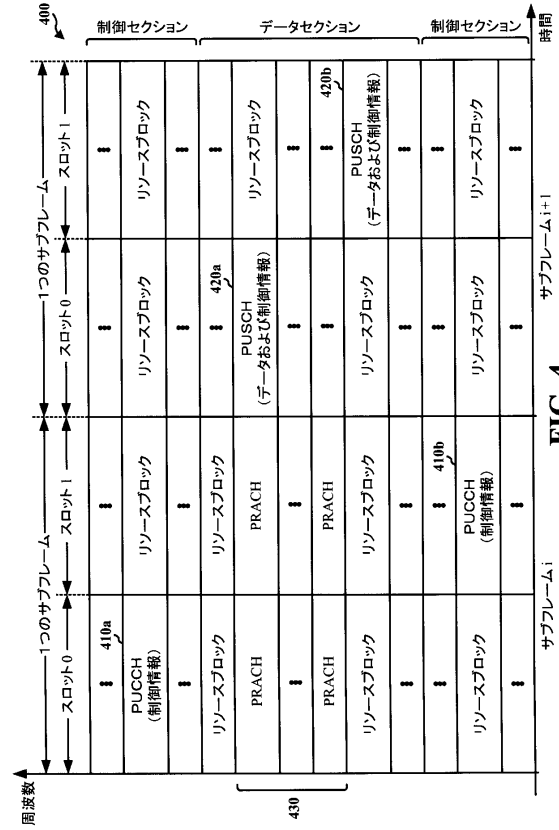 400
周波数
1つのサブフレーム
1つのサブフレーム
スロット0
スロット1
スロット0
スロット1
410a
制御セクション
PUCCH
(制御情報)
リソースブロック
リソースブロック
リソースブロック
420a
リソースブロック
リソースブロック
データセクション
PRACH
PRACH
PUSCH
(データおよび制御情報)
リソースブロック
430
PRACH
PRACH
420b
リソースブロック
リソースブロック
リソースブロック
PUSCH
(データおよび制御情報)
410b
制御セクション
リソースブロック
PUCCH
(制御情報)
リソースブロック
リソースブロック
サブフレームi
サブフレームi+1
時間